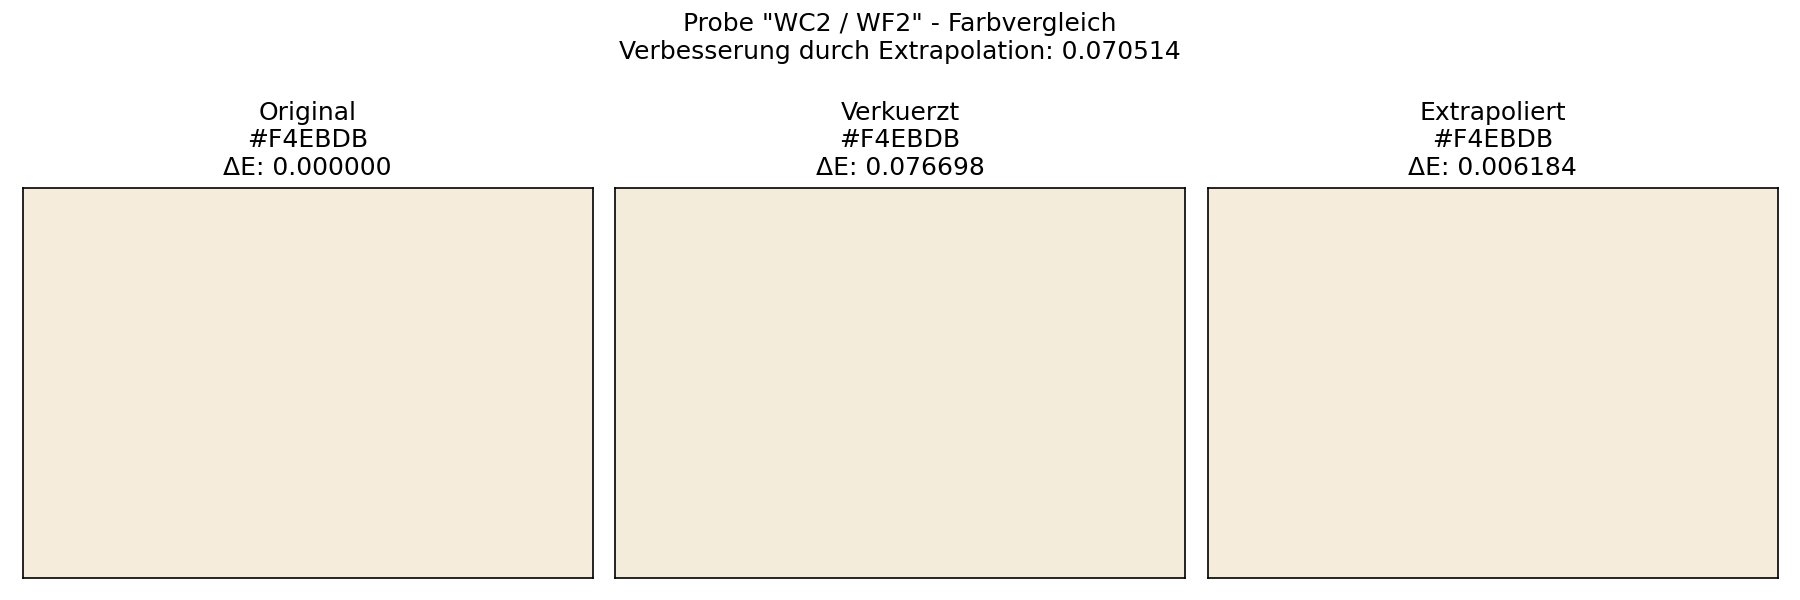 Probe "WC2 / WF2" - Farbvergleich
Verbesserung durch Extrapolation: 0.070514
Original
#F4EBDB
ΔE: 0.000000
Verkuerzt
#F4EBDB
ΔE: 0.076698
Extrapoliert
#F4EBDB
ΔE: 0.006184